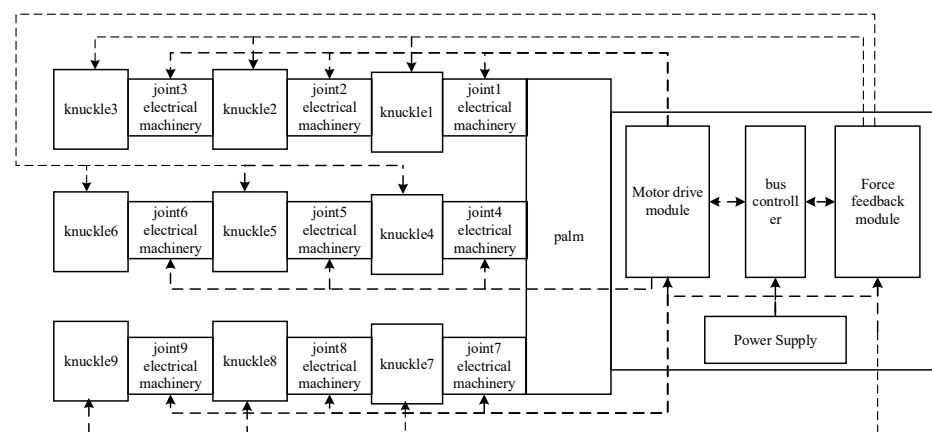 knuckle3
joint3
electrical
machinery
knuckle2
joint2
electrical
machinery
knuckle1
joint1
electrical
machinery
knuckle6
joint6
electrical
machinery
knuckle5
joint5
electrical
machinery
knuckle4
joint4
electrical
machinery
knuckle9
joint9
electrical
machinery
knuckle8
joint8
electrical
machinery
knuckle7
joint7
electrical
machinery
palm
Motor drive
module
bus
controll
er
Force
feedback
module
Power Supply